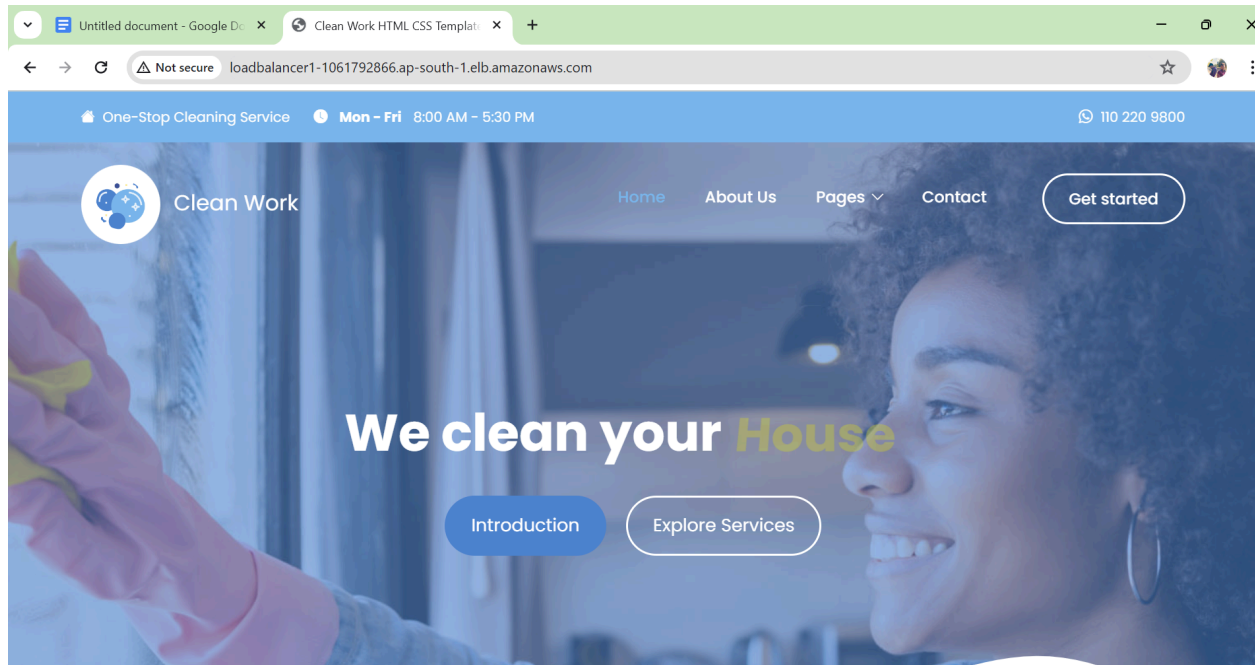 Untitled document - Google Do
Clean Work HTML CSS Templat
Not secure loadbalancer1-1061792866.ap-south-1.elb.amazonaws.com
One-Stop Cleaning Service Mon - Fri 8:00 AM - 5:30 PM 110 220 9800
Clean Work Home About Us Pages Contact Get started
We clean your House
Introduction Explore Services